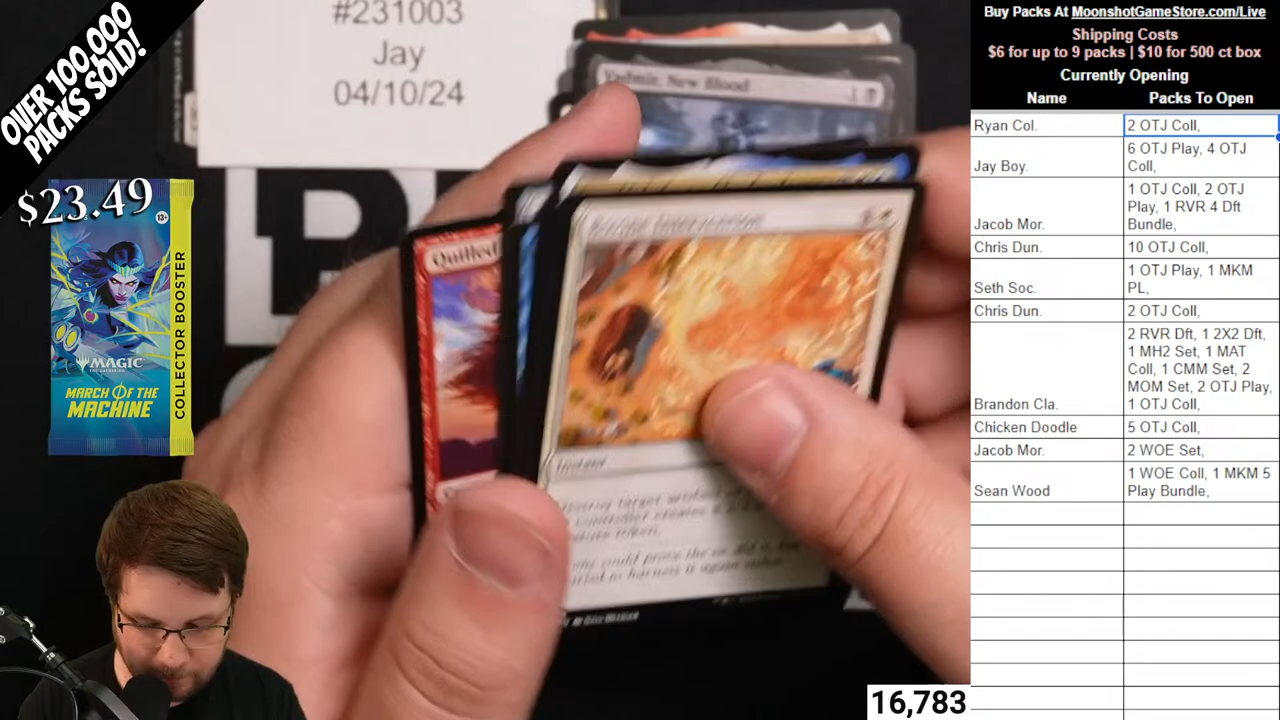 OVER 100,000
PACKS SOLD!
#231003
Jay
04/10/24
Vadmir, New Blood
Quilled
Instant
$23.49
13+
MAGIC
THE GATHERING
MARCH OF THE
MACHINE
COLLECTOR BOOSTER
16,783
Buy Packs At MoonshotGameStore.com/Live
Shipping Costs
$6 for up to 9 packs | $10 for 500 ct box
Currently Opening
Name Packs To Open
Ryan Col. 2 OTJ Coll,
Jay Boy. 6 OTJ Play, 4 OTJ
Coll,
Jacob Mor. 1 OTJ Coll, 2 OTJ
Play, 1 RVR 4 Dft
Bundle,
Chris Dun. 10 OTJ Coll,
Seth Soc. 1 OTJ Play, 1 MKM
PL,
Chris Dun. 2 OTJ Coll,
Brandon Cla. 2 RVR Dft, 1 2X2 Dft,
1 MH2 Set, 1 MAT
Coll, 1 CMM Set, 2
MOM Set, 2 OTJ Play,
1 OTJ Coll,
Chicken Doodle 5 OTJ Coll,
Jacob Mor. 2 WOE Set,
Sean Wood 1 WOE Coll, 1 MKM 5
Play Bundle,